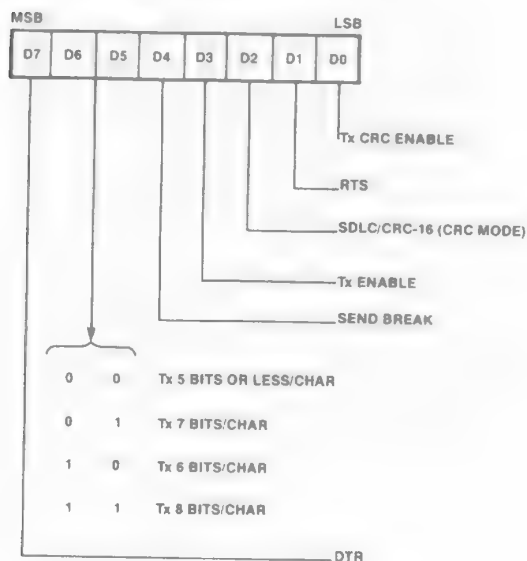 MSB LSB
D7 D6 D5 D4 D3 D2 D1 D0
Tx CRC ENABLE
RTS
SDLC/CRC-16 (CRC MODE)
Tx ENABLE
SEND BREAK
0 0 Tx 5 BITS OR LESS/CHAR
0 1 Tx 7 BITS/CHAR
1 0 Tx 6 BITS/CHAR
1 1 Tx 8 BITS/CHAR
DTR